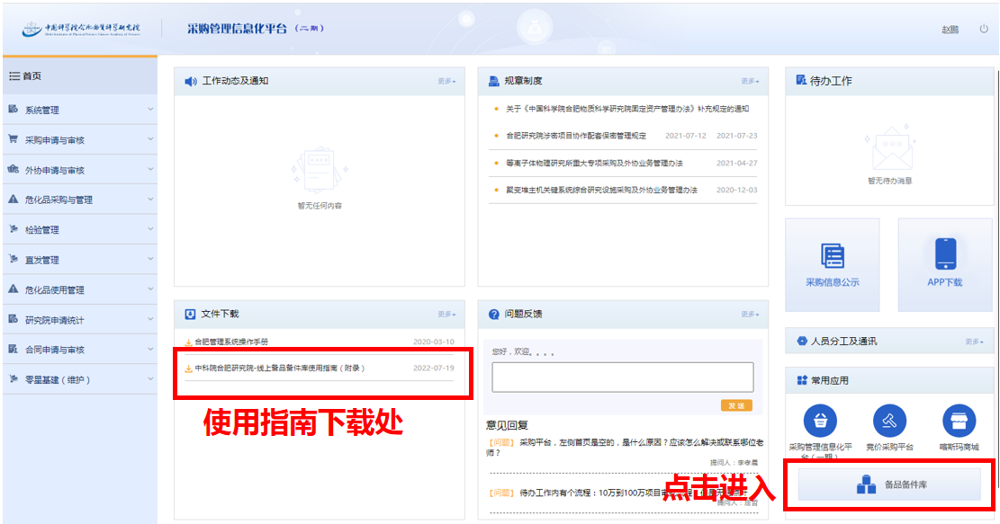 中国科学院合肥物质科学研究院
采购管理信息化平台（二期）
赵鹏
首页
系统管理
采购申请与审核
外协申请与审核
危化品采购与管理
检验管理
直发管理
危化品使用管理
研究院申请统计
合同申请与审核
零星基建（维护）
工作动态及通知
更多+
暂无任何内容
规章制度
更多+
关于《中国科学院合肥物质科学研究院固定资产管理办法》补充规定的通知
合肥研究院涉密项目协作配套保密管理规定 2021-07-12 2021-07-23
等离子体物理研究所重大专项采购及外协业务管理办法 2021-04-27
聚变堆主机关键系统综合研究设施采购及外协业务管理办法 2020-12-03
待办工作
暂无待办消息
采购信息公示
APP下载
文件下载
更多+
合肥管理系统操作手册 2020-03-10
中科院合肥研究院-线上备品备件库使用指南（附录） 2022-07-19
使用指南下载处
问题反馈
更多+
您好，欢迎。。。。
发送
意见回复
【问题】 采购平台，左侧首页是空的，是什么原因？应该怎么解决或联系哪位老
师？
提问人：李孝晨
【问题】 待办工作内有个流程：10万到100万项目审
提问人：
人员分工及通讯
更多+
常用应用
采购管理信息化平
台（一期）
竞价采购平台
喀斯玛商城
点击进入
备品备件库